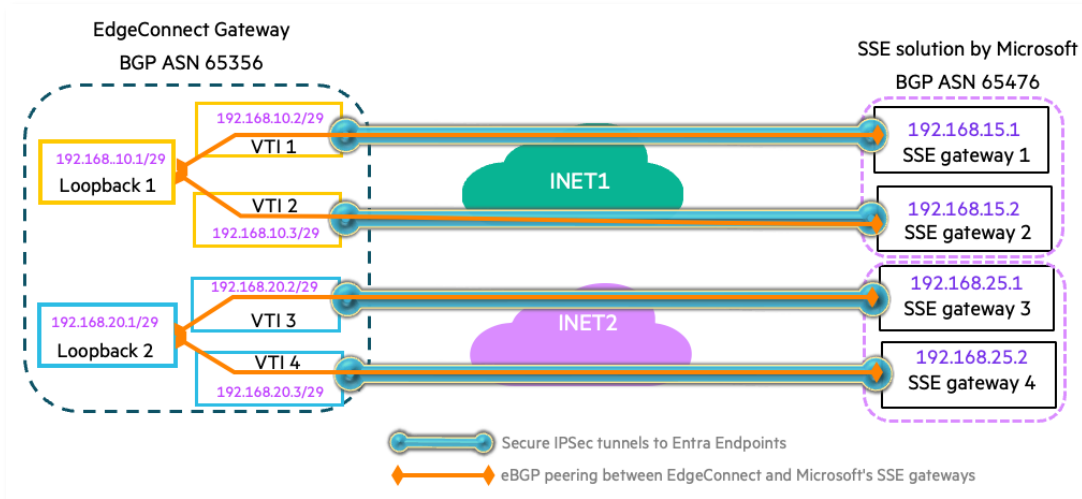 EdgeConnect Gateway
BGP ASN 65356
SSE solution by Microsoft
BGP ASN 65476
192.168.10.2/29
VTI 1
192.168..10.1/29
Loopback 1
VTI 2
192.168.10.3/29
INET1
192.168.15.1
SSE gateway 1
192.168.15.2
SSE gateway 2
192.168.20.2/29
VTI 3
192.168.20.1/29
Loopback 2
VTI 4
192.168.20.3/29
INET2
192.168.25.1
SSE gateway 3
192.168.25.2
SSE gateway 4
Secure IPSec tunnels to Entra Endpoints
eBGP peering between EdgeConnect and Microsoft's SSE gateways